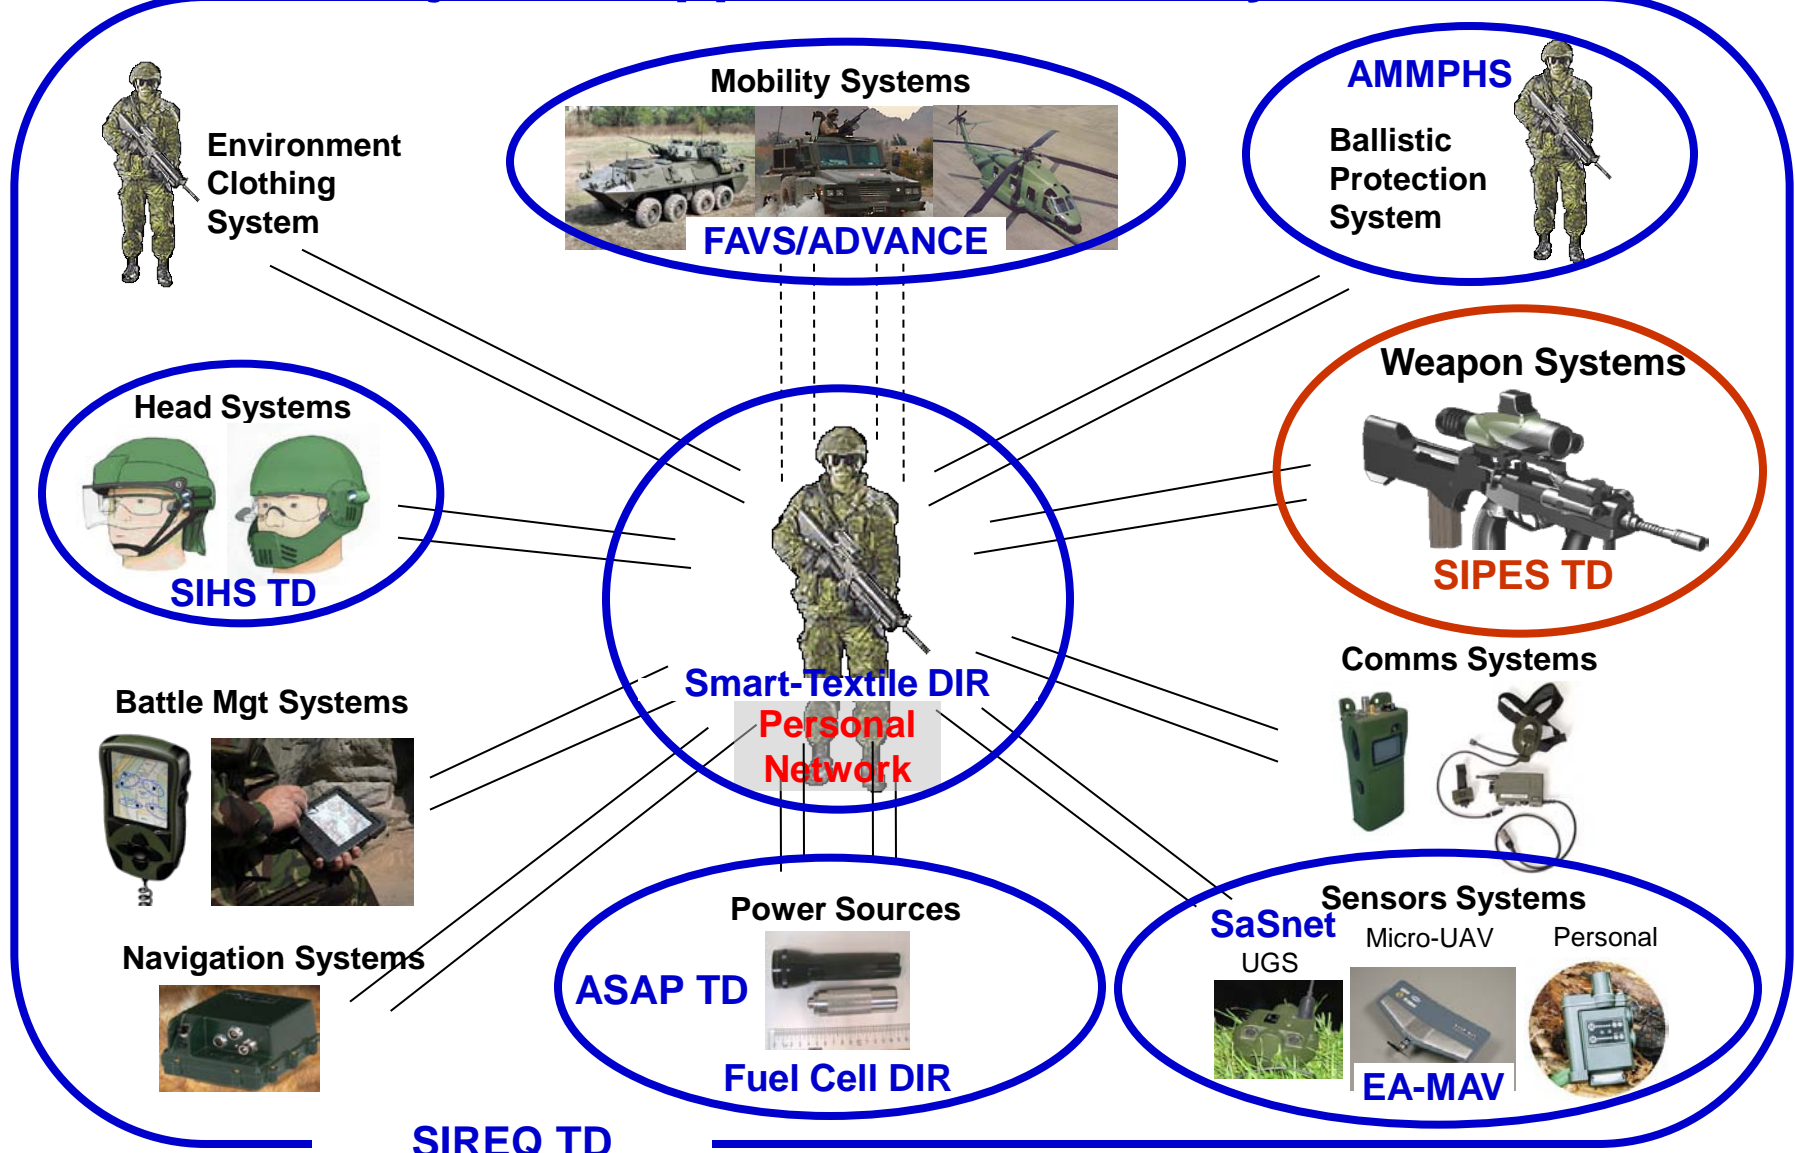 Mobility Systems
FAVS/ADVANCE
AMMPHS
Ballistic
Protection
System
Environment
Clothing
System
Weapon Systems
SIPES TD
Head Systems
SIHS TD
Smart-Textile DIR
Personal
Network
Comms Systems
Battle Mgt Systems
Sensors Systems
SaSnet
Micro-UAV
Personal
UGS
EA-MAV
Power Sources
ASAP TD
Fuel Cell DIR
Navigation Systems
SIREQ TD